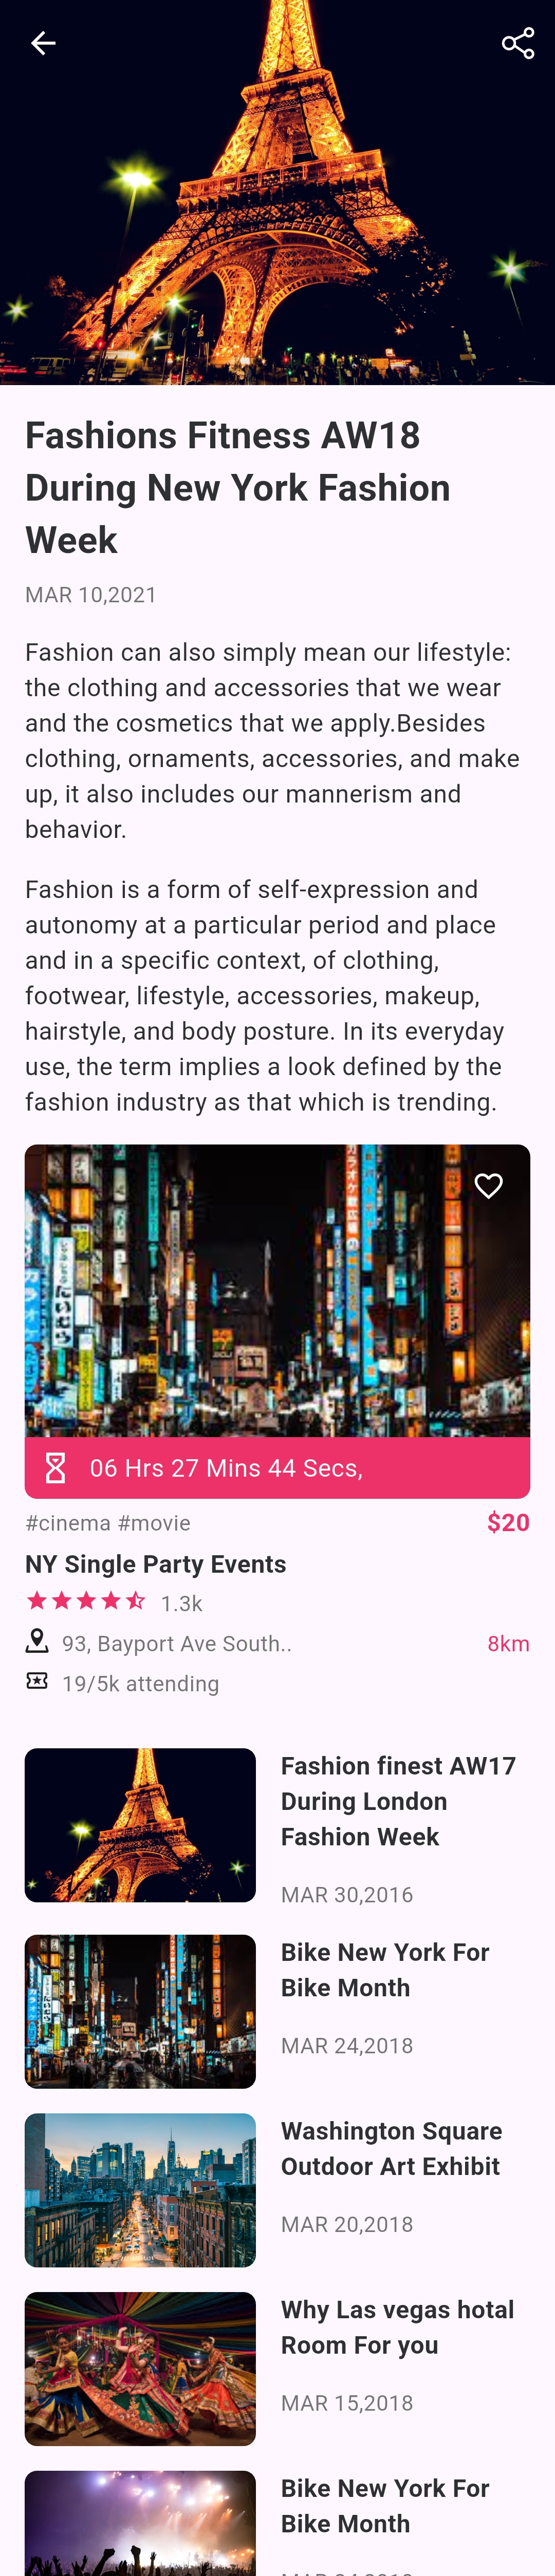 Fashions Fitness AW18
During New York Fashion
Week
MAR 10,2021
Fashion can also simply mean our lifestyle:
the clothing and accessories that we wear
and the cosmetics that we apply.Besides
clothing, ornaments, accessories, and make
up, it also includes our mannerism and
behavior.
Fashion is a form of self-expression and
autonomy at a particular period and place
and in a specific context, of clothing,
footwear, lifestyle, accessories, makeup,
hairstyle, and body posture. In its everyday
use, the term implies a look defined by the
fashion industry as that which is trending.
06 Hrs 27 Mins 44 Secs,
#cinema #movie $20
NY Single Party Events
1.3k
93, Bayport Ave South.. 8km
19/5k attending
Fashion finest AW17
During London
Fashion Week
MAR 30,2016
Bike New York For
Bike Month
MAR 24,2018
Washington Square
Outdoor Art Exhibit
MAR 20,2018
Why Las vegas hotal
Room For you
MAR 15,2018
Bike New York For
Bike Month